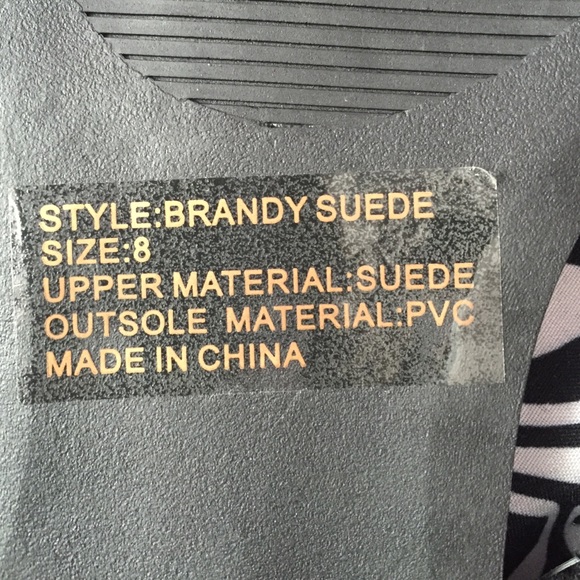 STYLE:BRANDY SUEDE
SIZE:8
UPPER MATERIAL:SUEDE
OUTSOLE MATERIAL:PVC
MADE IN CHINA